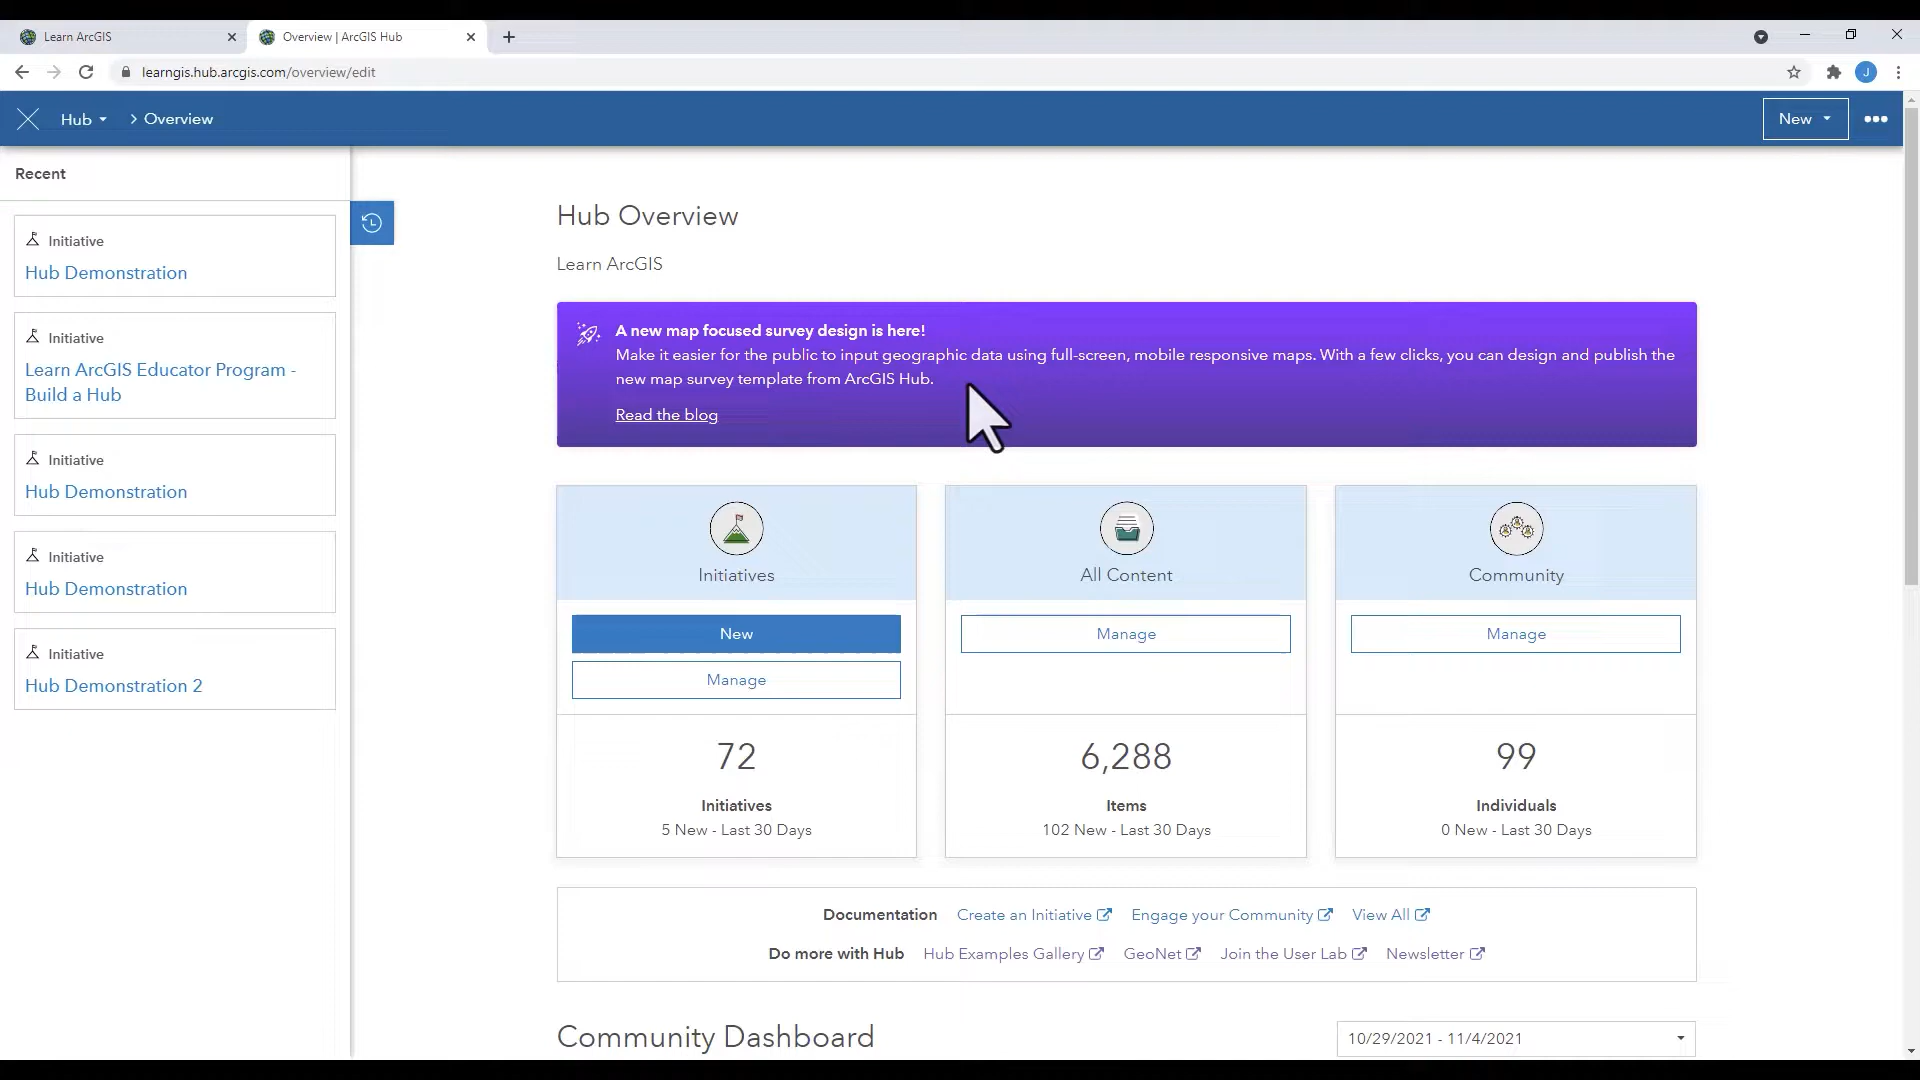 Learn ArcGIS
Overview | ArcGIS Hub
learngis.hub.arcgis.com/overview/edit
J
Hub > Overview
New
Recent
Initiative
Hub Demonstration
Initiative
Learn ArcGIS Educator Program -
Build a Hub
Initiative
Hub Demonstration
Initiative
Hub Demonstration
Initiative
Hub Demonstration 2
Hub Overview
Learn ArcGIS
A new map focused survey design is here!
Make it easier for the public to input geographic data using full-screen, mobile responsive maps. With a few clicks, you can design and publish the
new map survey template from ArcGIS Hub.
Read the blog
Initiatives
New
Manage
72
Initiatives
5 New - Last 30 Days
All Content
Manage
6,288
Items
102 New - Last 30 Days
Community
Manage
99
Individuals
0 New - Last 30 Days
Documentation Create an Initiative Engage your Community View All
Do more with Hub Hub Examples Gallery GeoNet Join the User Lab Newsletter
Community Dashboard
10/29/2021 - 11/4/2021